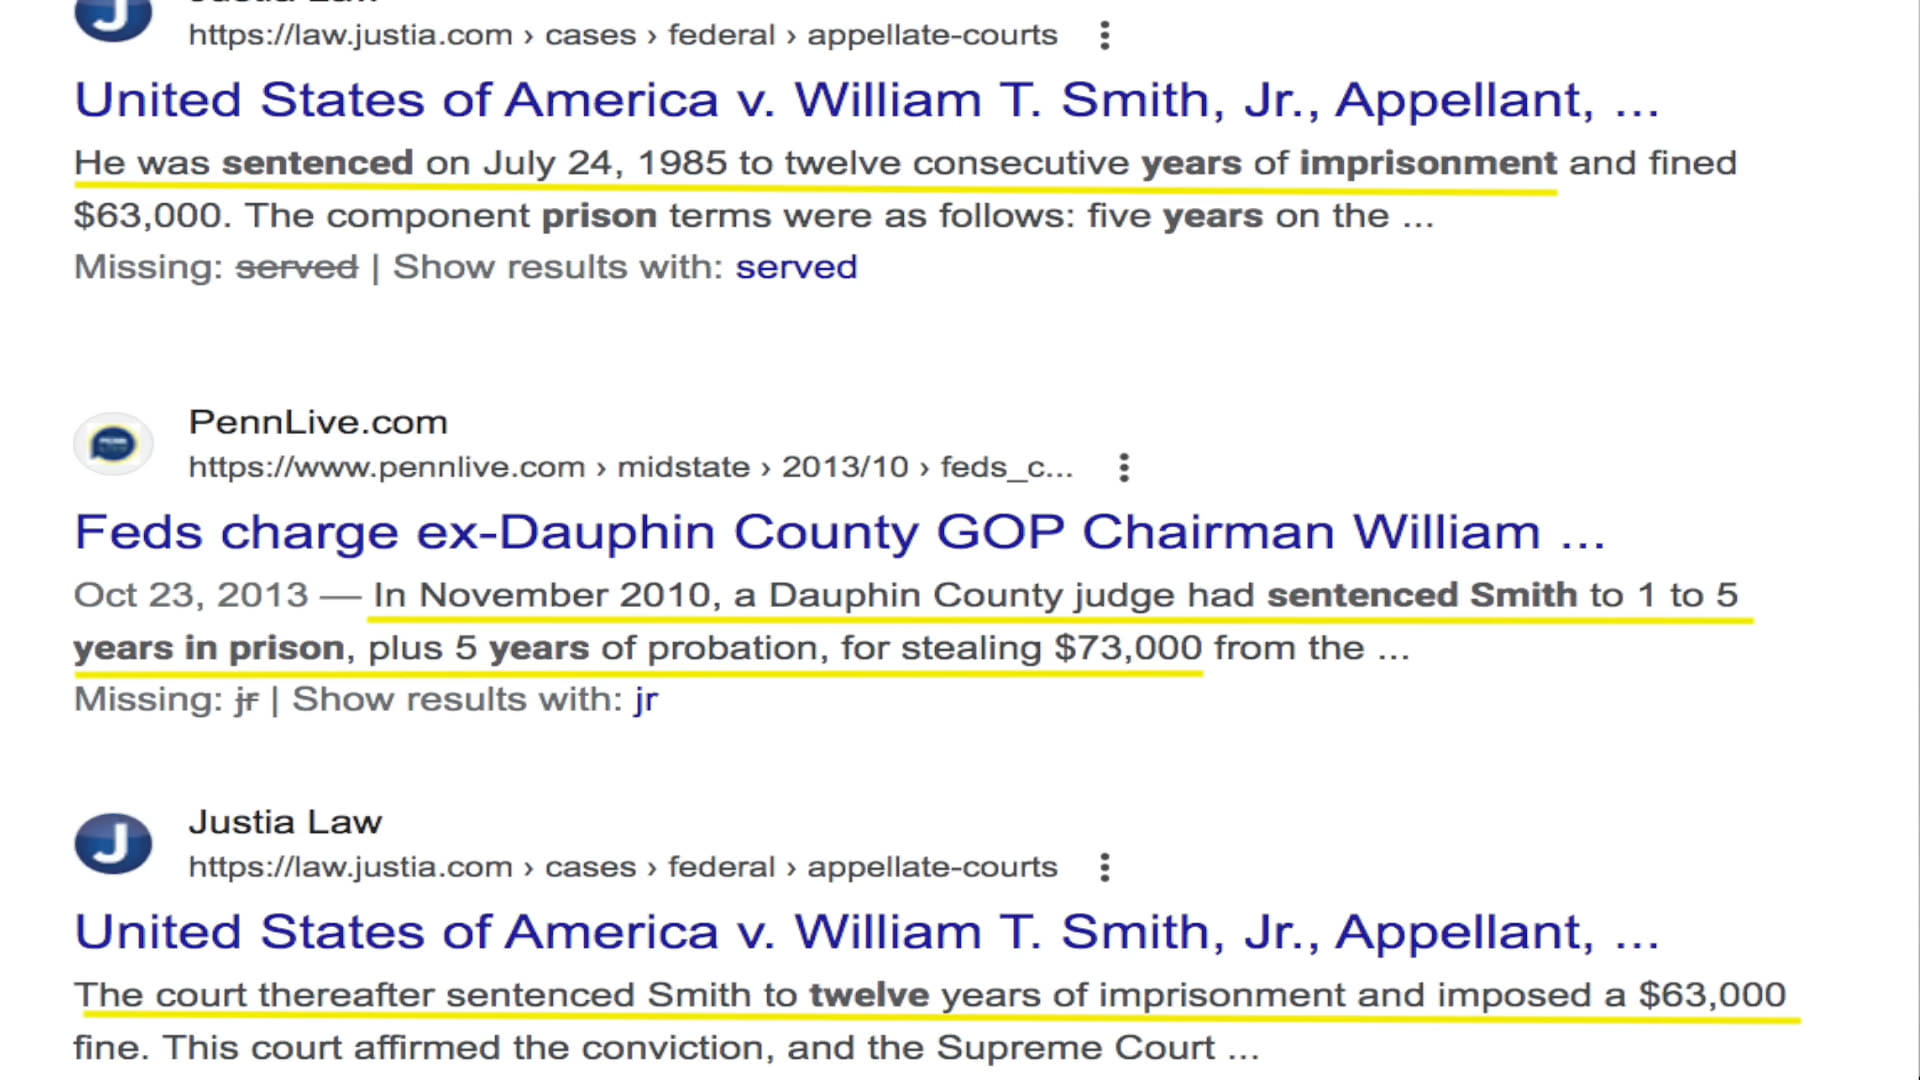 Justia Law
https://law.justia.com › cases › federal › appellate-courts
United States of America v. William T. Smith, Jr., Appellant, ...
He was sentenced on July 24, 1985 to twelve consecutive years of imprisonment and fined
$63,000. The component prison terms were as follows: five years on the ...
Missing: served | Show results with: served
PennLive.com
https://www.pennlive.com › midstate › 2013/10 › feds_c...
Feds charge ex-Dauphin County GOP Chairman William ...
Oct 23, 2013 — In November 2010, a Dauphin County judge had sentenced Smith to 1 to 5
years in prison, plus 5 years of probation, for stealing $73,000 from the ...
Missing: jr | Show results with: jr
J
Justia Law
https://law.justia.com › cases › federal › appellate-courts
United States of America v. William T. Smith, Jr., Appellant, ...
The court thereafter sentenced Smith to twelve years of imprisonment and imposed a $63,000
fine. This court affirmed the conviction, and the Supreme Court ...